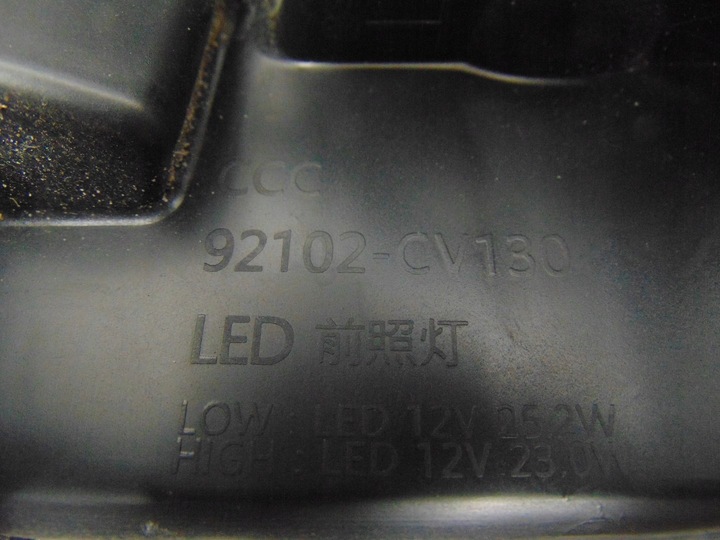 CCC
92102-CV130
LED 前照灯
LOW : LED 12V 25.2W
HIGH : LED 12V 23.0W